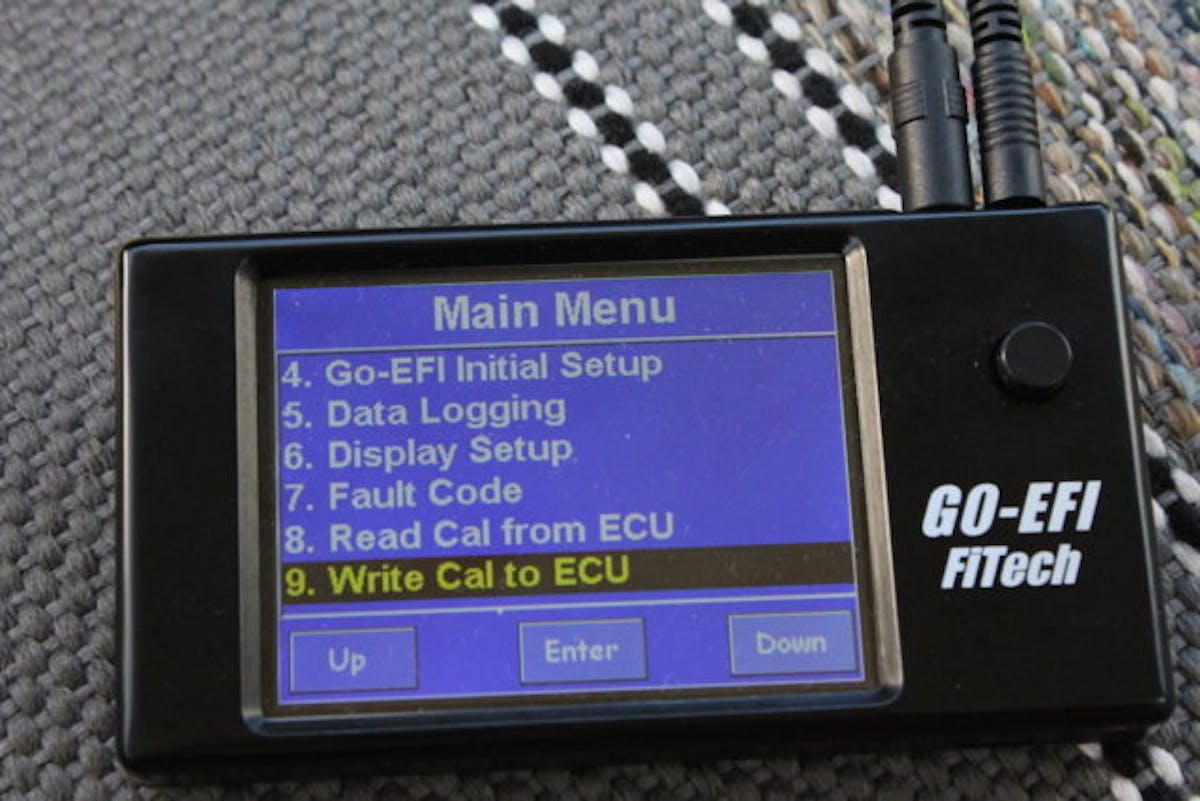 Main Menu
4. Go-EFI Initial Setup
5. Data Logging
6. Display Setup
7. Fault Code
8. Read Cal from ECU
9. Write Cal to ECU
Up Enter Down
GO-EFI
FiTech